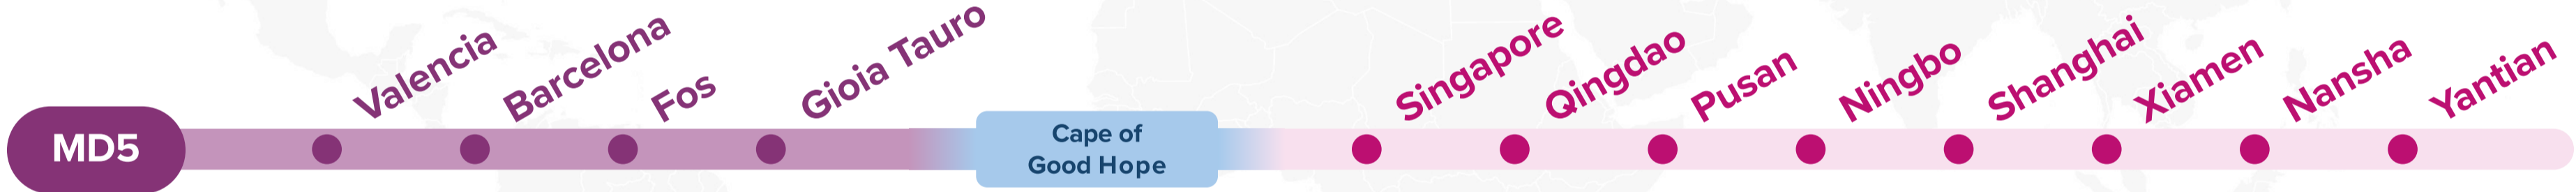 MD5
Valencia
Barcelona
Fos
Gioia Tauro
Cape of
Good Hope
Singapore
Qingdao
Pusan
Ningbo
Shanghai
Xiamen
Nansha
Yantian